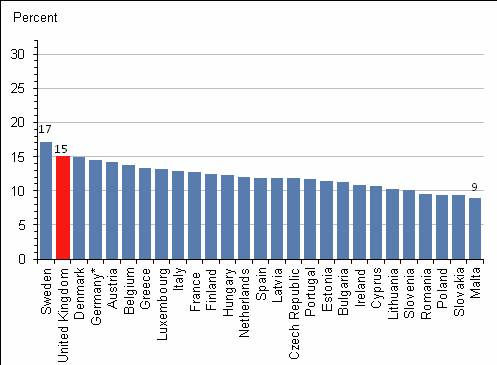 Percent
30
25
20
15
10
5
0
17
15
9
Sweden
United Kingdom
Denmark
Germany*
Austria
Belgium
Greece
Luxembourg
Italy
France
Finland
Hungary
Netherlands
Spain
Latvia
Czech Republic
Portugal
Estonia
Bulgaria
Ireland
Cyprus
Lithuania
Slovenia
Romania
Poland
Slovakia
Malta